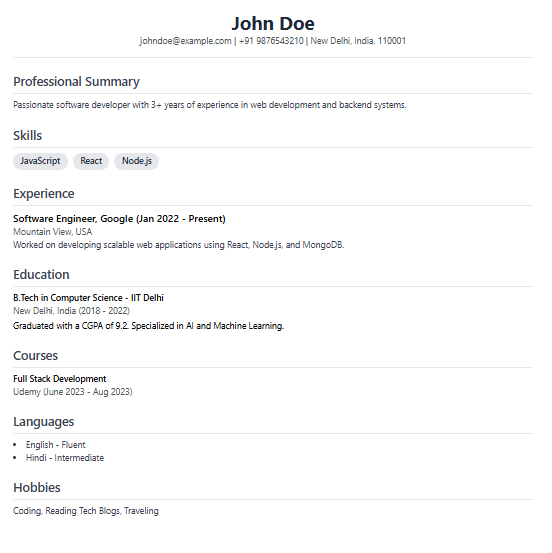 John Doe
johndoe@example.com | +91 9876543210 | New Delhi, India, 110001
Professional Summary
Passionate software developer with 3+ years of experience in web development and backend systems.
Skills
JavaScript React Node.js
Experience
Software Engineer, Google (Jan 2022 - Present)
Mountain View, USA
Worked on developing scalable web applications using React, Node.js, and MongoDB.
Education
B.Tech in Computer Science - IIT Delhi
New Delhi, India (2018 - 2022)
Graduated with a CGPA of 9.2. Specialized in AI and Machine Learning.
Courses
Full Stack Development
Udemy (June 2023 - Aug 2023)
Languages
• English - Fluent
• Hindi - Intermediate
Hobbies
Coding, Reading Tech Blogs, Traveling